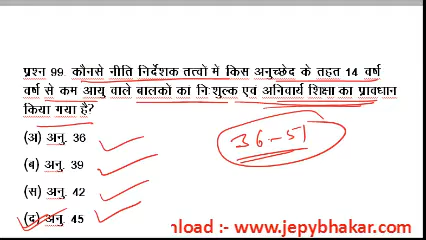 प्रश्न 99. कौनसे नीति निर्देशक तत्त्वो मे किस अनुच्छेद के तहत 14 वर्ष
वर्ष से कम आयु वाले बालको का निःशुल्क एवं अनिवार्य शिक्षा का प्रावधान
किया गया है?
36-51
(अ) अनु. 36
(ब) अनु. 39
(स) अनु. 42
(द) अनु. 45
nload :- www.jepybhakar.com